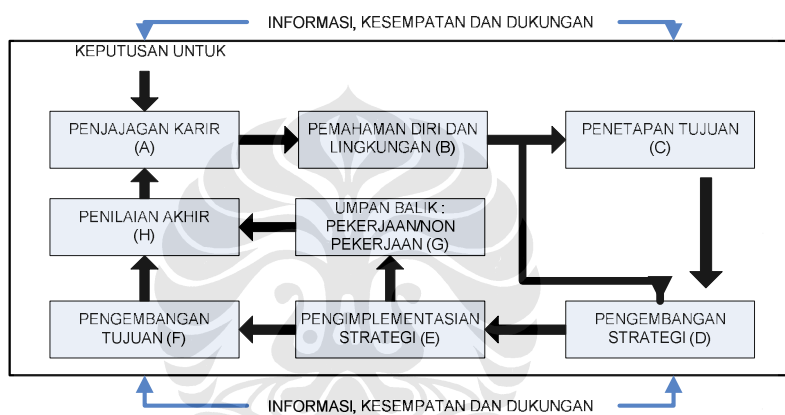 INFORMASI, KESEMPATAN DAN DUKUNGAN
KEPUTUSAN UNTUK
PENJAJAGAN KARIR
(A)
PEMAHAMAN DIRI DAN
LINGKUNGAN (B)
PENETAPAN TUJUAN
(C)
PENILAIAN AKHIR
(H)
UMPAN BALIK :
PEKERJAAN/NON
PEKERJAAN (G)
PENGEMBANGAN
TUJUAN (F)
PENGIMPLEMENTASIAN
STRATEGI (E)
PENGEMBANGAN
STRATEGI (D)
INFORMASI, KESEMPATAN DAN DUKUNGAN